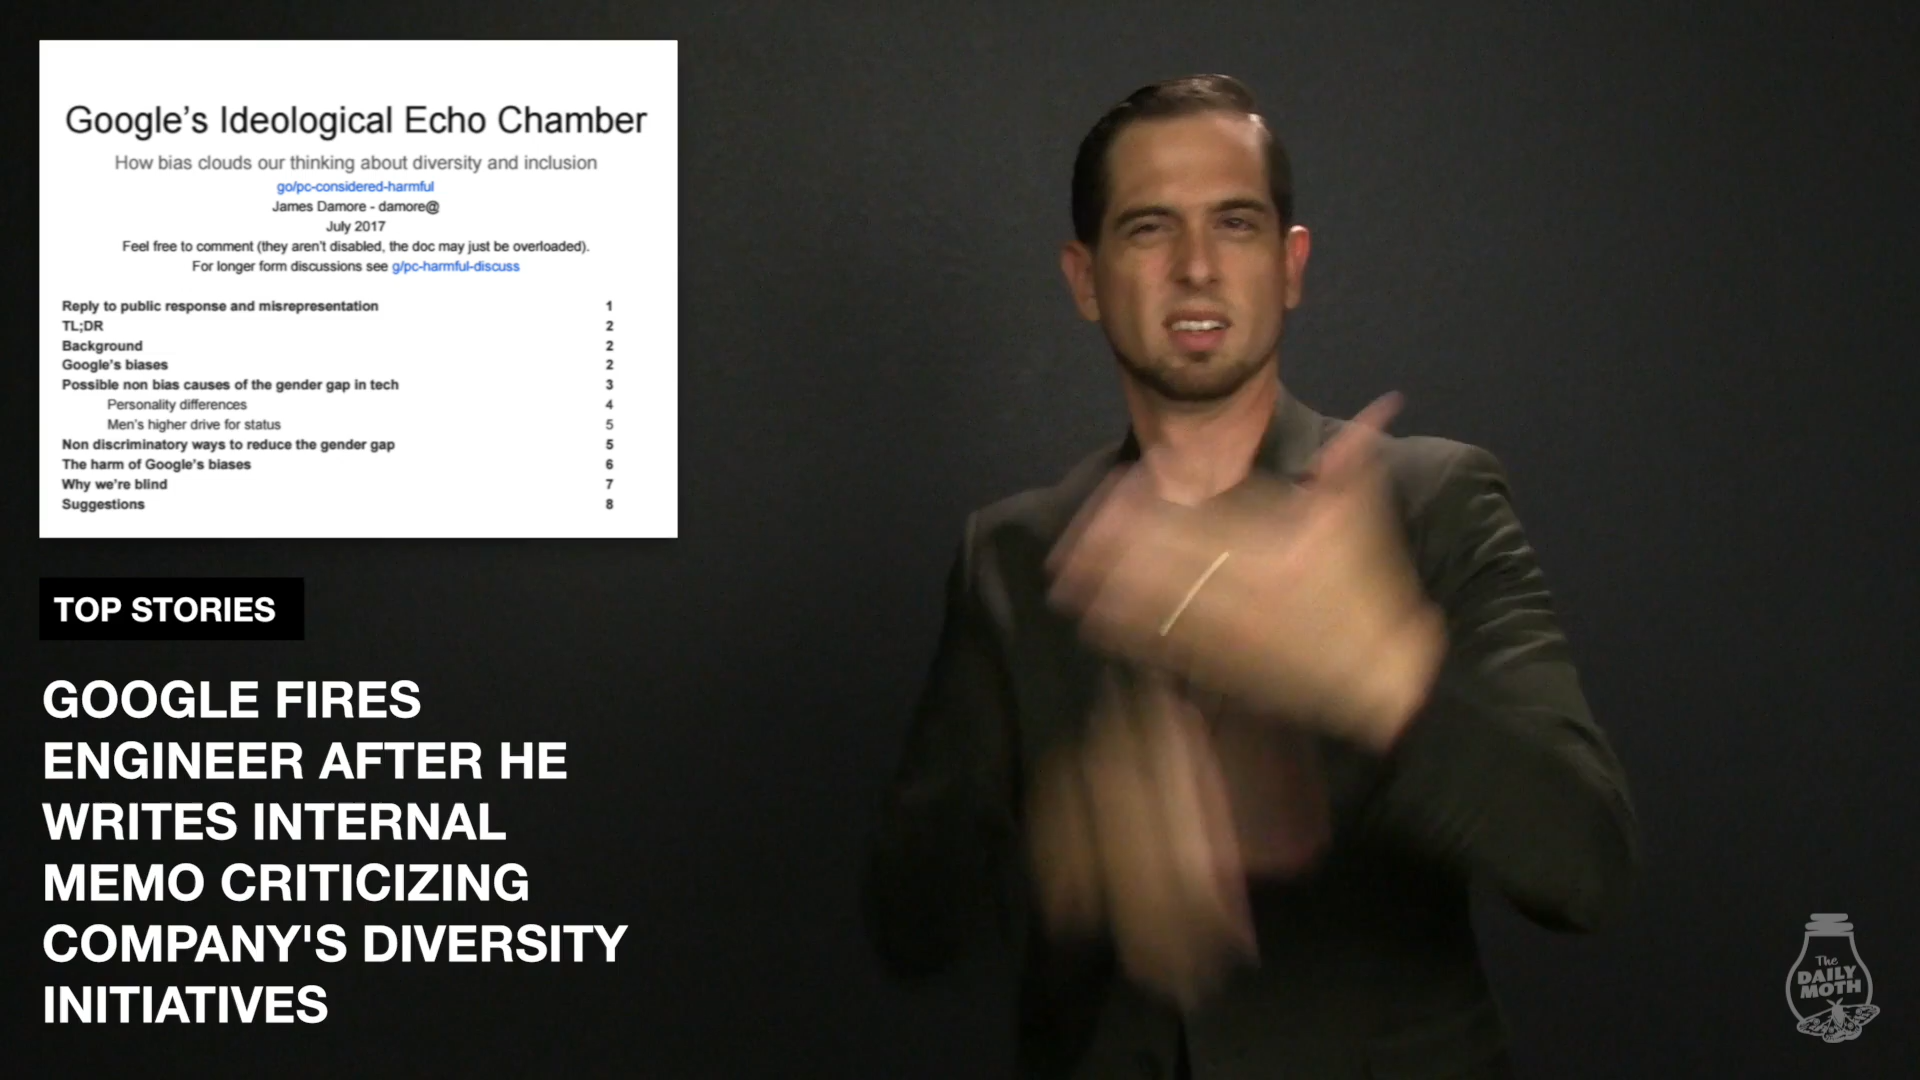 Google's Ideological Echo Chamber
How bias clouds our thinking about diversity and inclusion
go/pc-considered-harmful
James Damore - damore@
July 2017
Feel free to comment (they aren't disabled, the doc may just be overloaded).
For longer form discussions see g/pc-harmful-discuss
Reply to public response and misrepresentation 1
TL;DR 2
Background 2
Google's biases 2
Possible non bias causes of the gender gap in tech 3
Personality differences 4
Men's higher drive for status 5
Non discriminatory ways to reduce the gender gap 5
The harm of Google's biases 6
Why we're blind 7
Suggestions 8
TOP STORIES
GOOGLE FIRES
ENGINEER AFTER HE
WRITES INTERNAL
MEMO CRITICIZING
COMPANY'S DIVERSITY
INITIATIVES
The
DAILY
MOTH